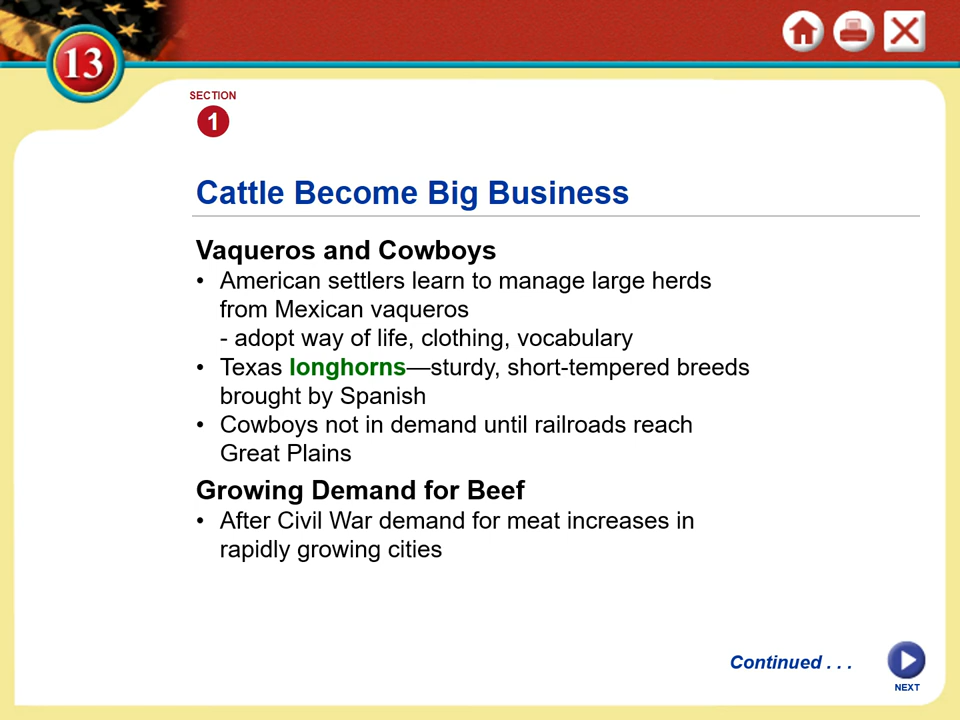 13
SECTION
1
Cattle Become Big Business
Vaqueros and Cowboys
• American settlers learn to manage large herds
from Mexican vaqueros
- adopt way of life, clothing, vocabulary
• Texas longhorns—sturdy, short-tempered breeds
brought by Spanish
• Cowboys not in demand until railroads reach
Great Plains
Growing Demand for Beef
• After Civil War demand for meat increases in
rapidly growing cities
Continued . . .
NEXT